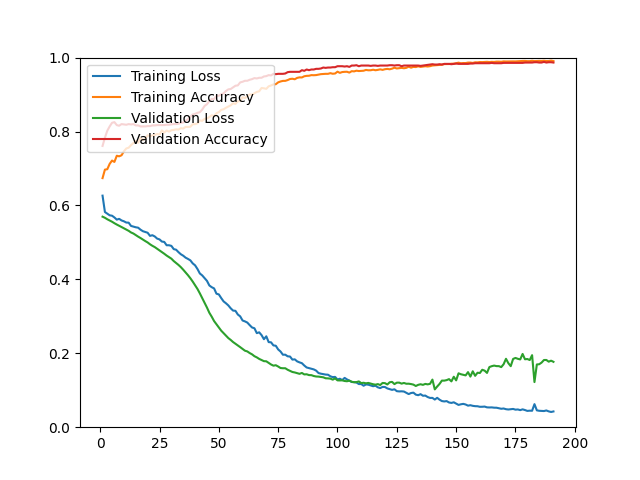 1.0
0.8
0.6
0.4
0.2
0.0
Training Loss
Training Accuracy
Validation Loss
Validation Accuracy
0 25 50 75 100 125 150 175 200